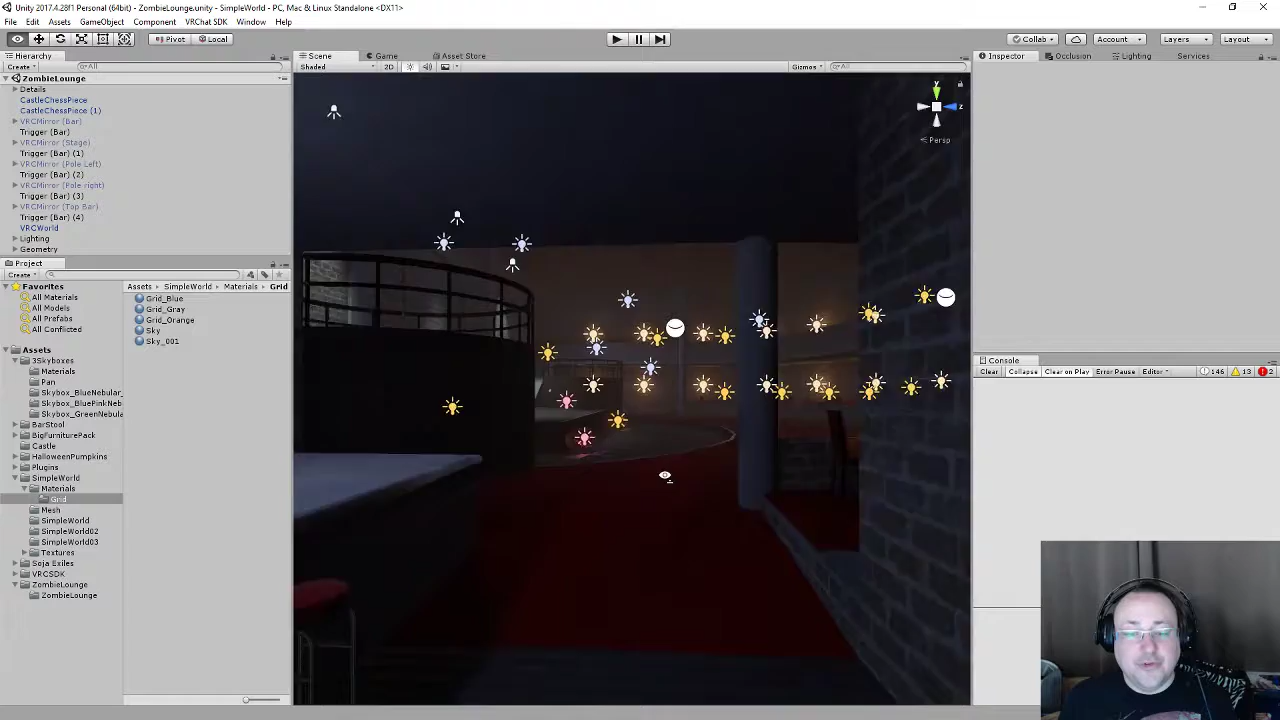 Unity 2017.4.28f1 Personal (64bit) - ZombieLounge.unity - SimpleWorld - PC, Mac & Linux Standalone <DX11>
File Edit Assets GameObject Component VRChat SDK Window Help
Pivot Local Collab Account Layers Layout
Hierarchy
Create All
ZombieLounge
Details
CastleChessPiece
CastleChessPiece (1)
VRCMirror (Bar)
Trigger (Bar)
VRCMirror (Stage)
Trigger (Bar) (1)
VRCMirror (Pole Left)
Trigger (Bar) (2)
VRCMirror (Pole right)
Trigger (Bar) (3)
VRCMirror (Top Bar)
Trigger (Bar) (4)
VRCWorld
Lighting
Geometry
Project
Create
Favorites
All Materials
All Models
All Prefabs
All Conflicted
Assets
3Skyboxes
Materials
Pan
Skybox_BlueNebular_
Skybox_BluePinkNeb
Skybox_GreenNebula
BarStool
BigFurniturePack
Castle
HalloweenPumpkins
Plugins
SimpleWorld
Materials
Grid
Mesh
SimpleWorld
SimpleWorld02
SimpleWorld03
Textures
Soja Exiles
VRCSDK
ZombieLounge
ZombieLounge
Assets SimpleWorld Materials Grid
Grid_Blue
Grid_Gray
Grid_Orange
Sky
Sky_001
Scene Game Asset Store
Shaded 2D Gizmos All
y
z
Persp
Inspector Occlusion Lighting Services
Console
Clear Collapse Clear on Play Error Pause Editor 146 13 2